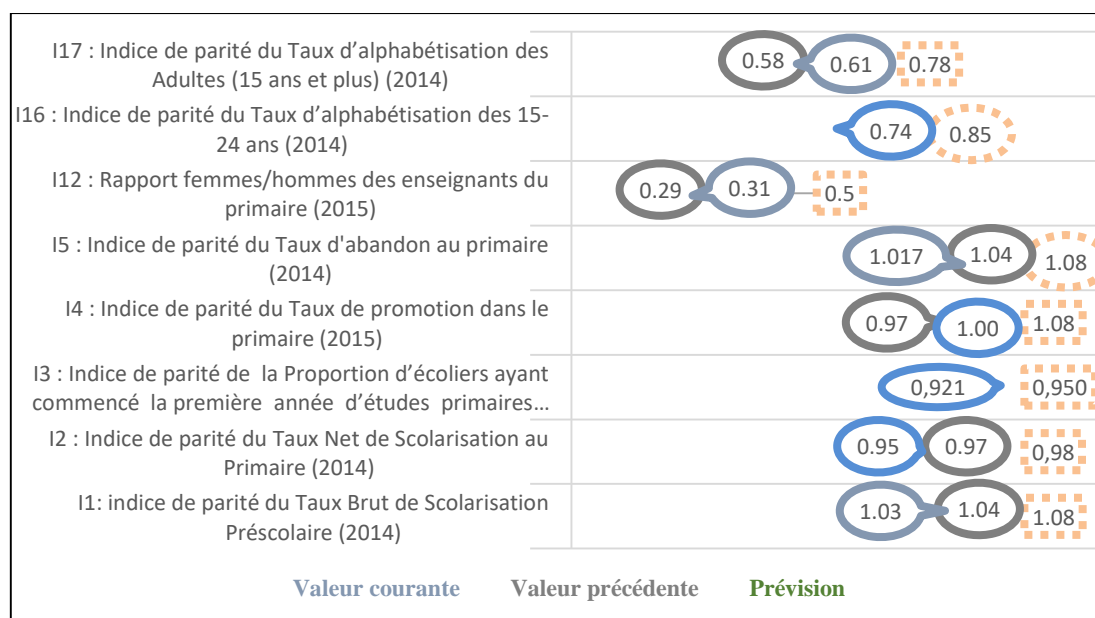 I17 : Indice de parité du Taux d’alphabétisation des
Adultes (15 ans et plus) (2014)
0.58 0.61 0.78
I16 : Indice de parité du Taux d’alphabétisation des 15-
24 ans (2014)
0.74 0.85
I12 : Rapport femmes/hommes des enseignants du
primaire (2015)
0.29 0.31 0.5
I5 : Indice de parité du Taux d'abandon au primaire
(2014)
1.017 1.04 1.08
I4 : Indice de parité du Taux de promotion dans le
primaire (2015)
0.97 1.00 1.08
I3 : Indice de parité de la Proportion d’écoliers ayant
commencé la première année d’études primaires…
0,921 0,950
I2 : Indice de parité du Taux Net de Scolarisation au
Primaire (2014)
0.95 0.97 0,98
I1: indice de parité du Taux Brut de Scolarisation
Préscolaire (2014)
1.03 1.04 1.08
Valeur courante Valeur précédente Prévision